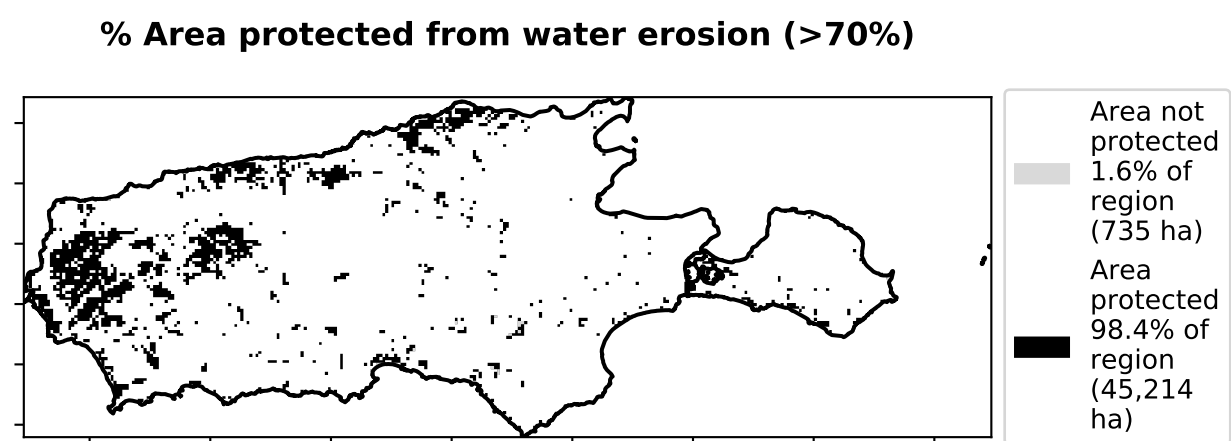 % Area protected from water erosion (>70%)
Area not
protected
1.6% of
region
(735 ha)
Area
protected
98.4% of
region
(45,214
ha)